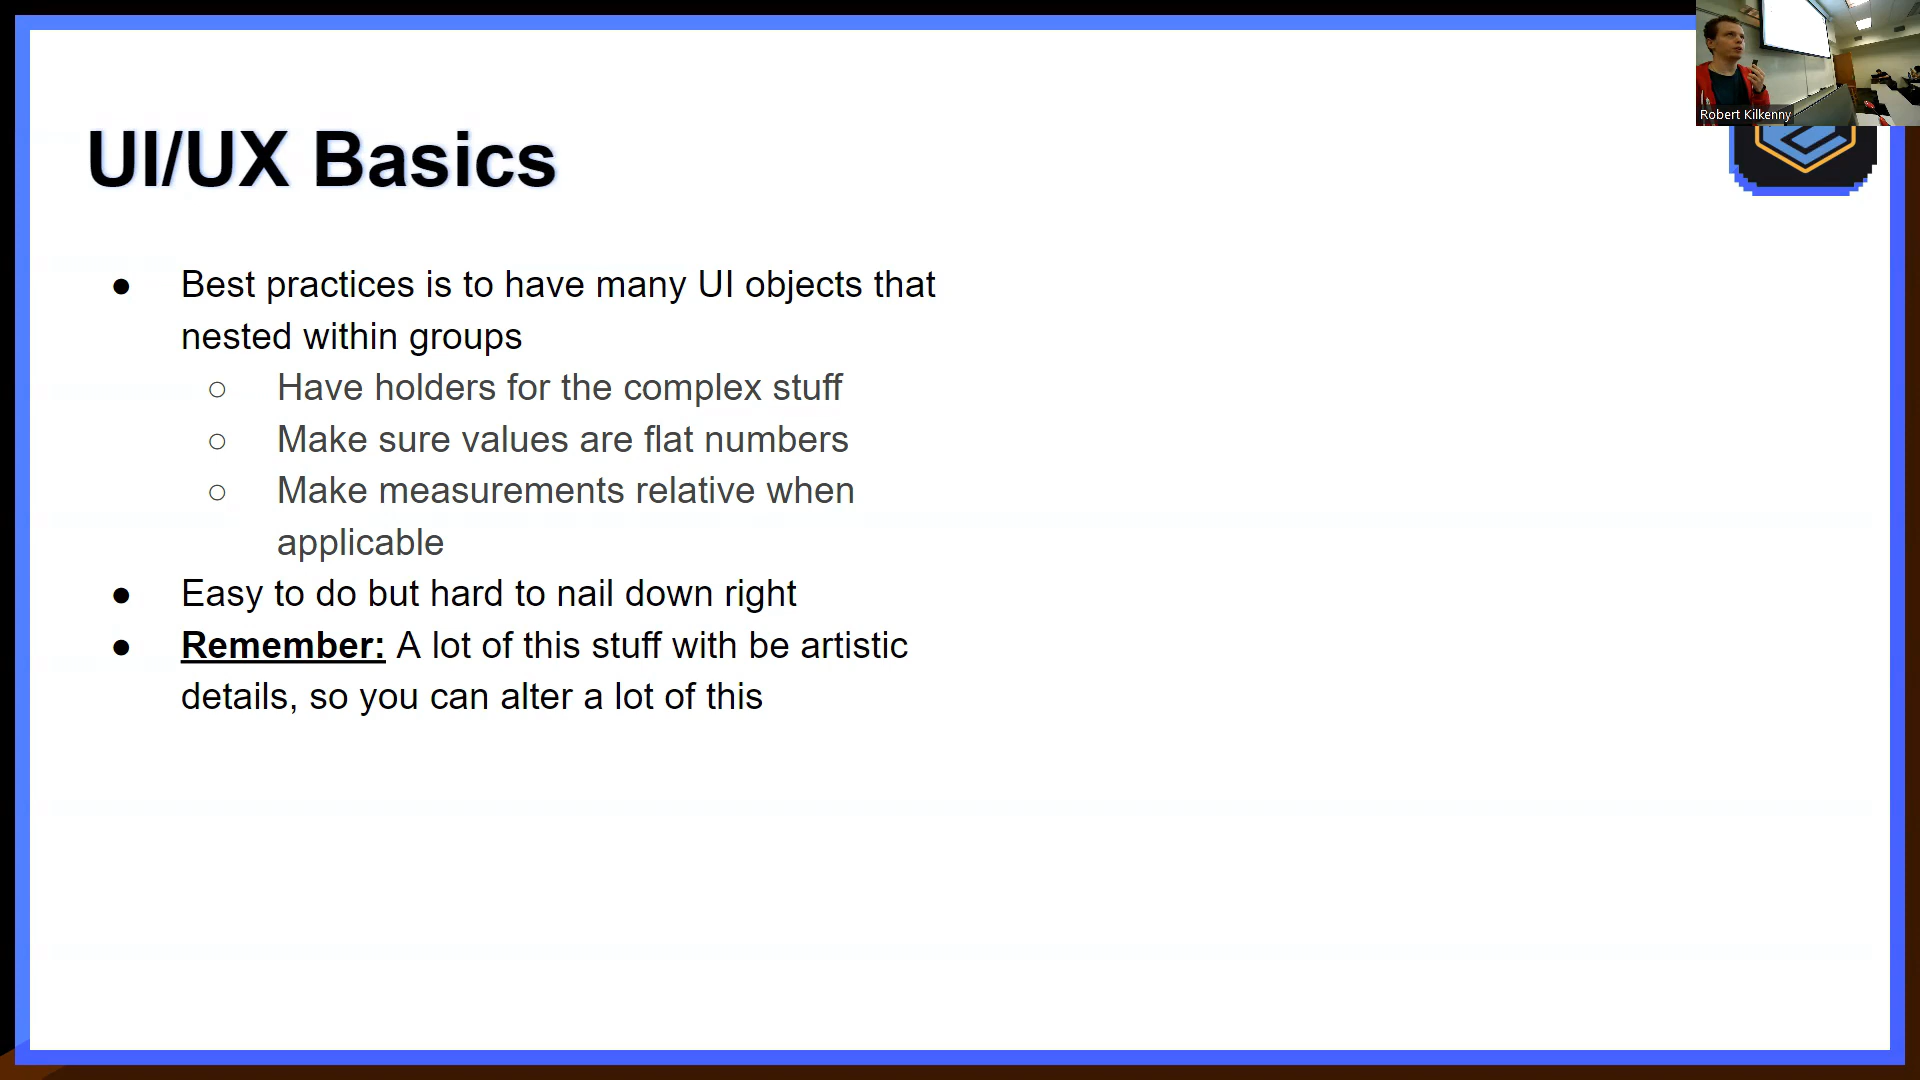 Robert Kilkenny
UI/UX Basics
● Best practices is to have many UI objects that
nested within groups
○ Have holders for the complex stuff
○ Make sure values are flat numbers
○ Make measurements relative when
applicable
● Easy to do but hard to nail down right
● Remember: A lot of this stuff with be artistic
details, so you can alter a lot of this